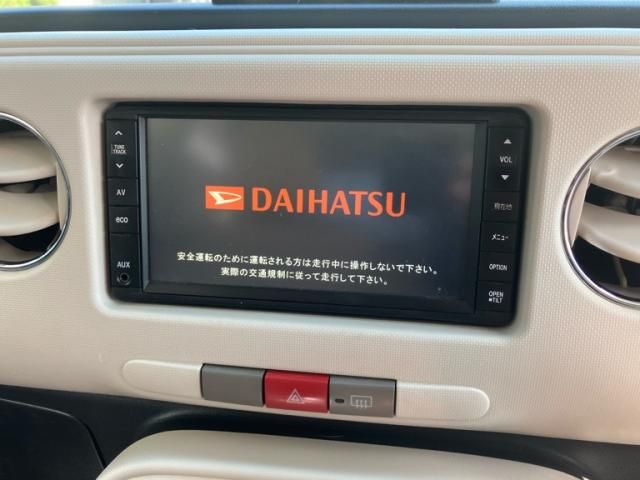 TUNE
TRACK
AV
eco
AUX
DAIHATSU
安全運転のために運転される方は走行中に操作しないで下さい。
実際の交通規制に従って走行して下さい。
VOL
現在地
メニュー
OPTION
OPEN
TILT